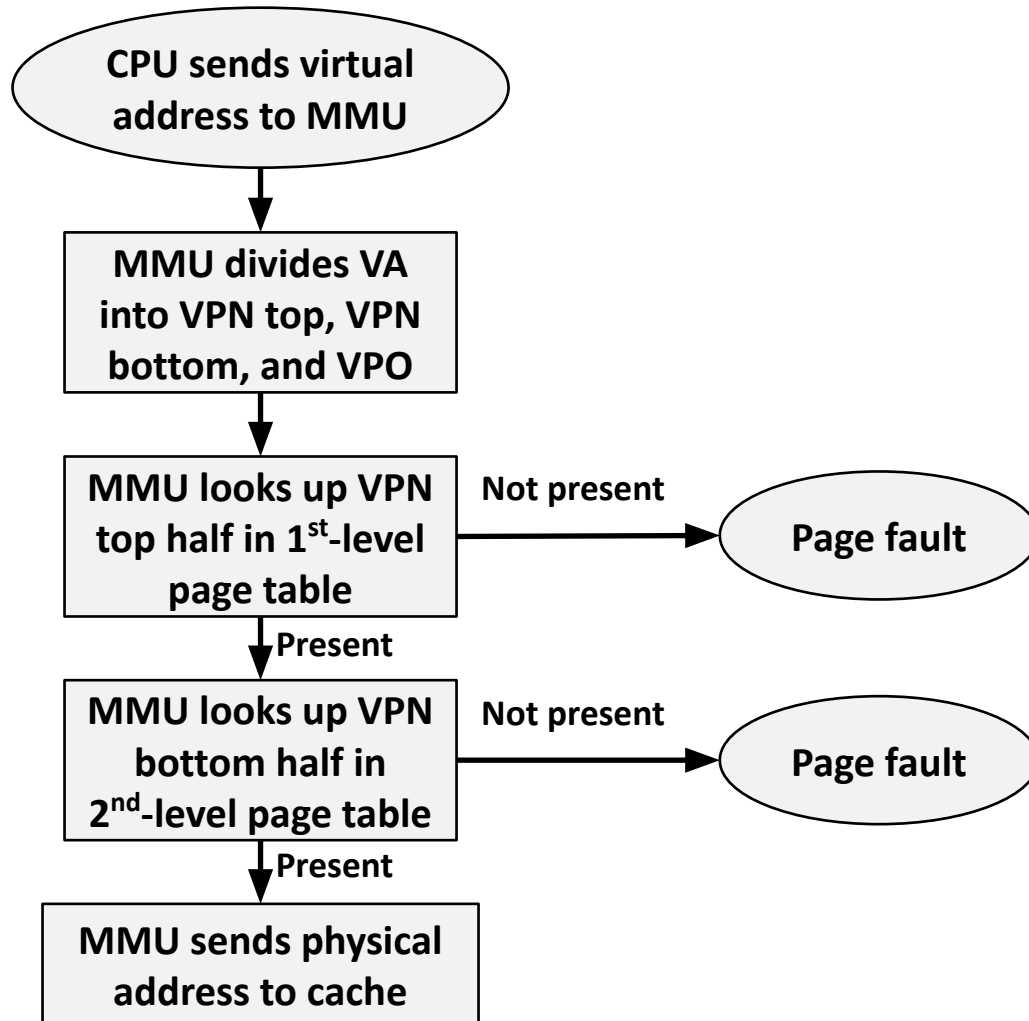 CPU sends virtual
address to MMU
MMU divides VA
into VPN top, VPN
bottom, and VPO
MMU looks up VPN
top half in 1st-level
page table
Not present
Page fault
Present
MMU looks up VPN
bottom half in
2nd-level page table
Not present
Page fault
Present
MMU sends physical
address to cache